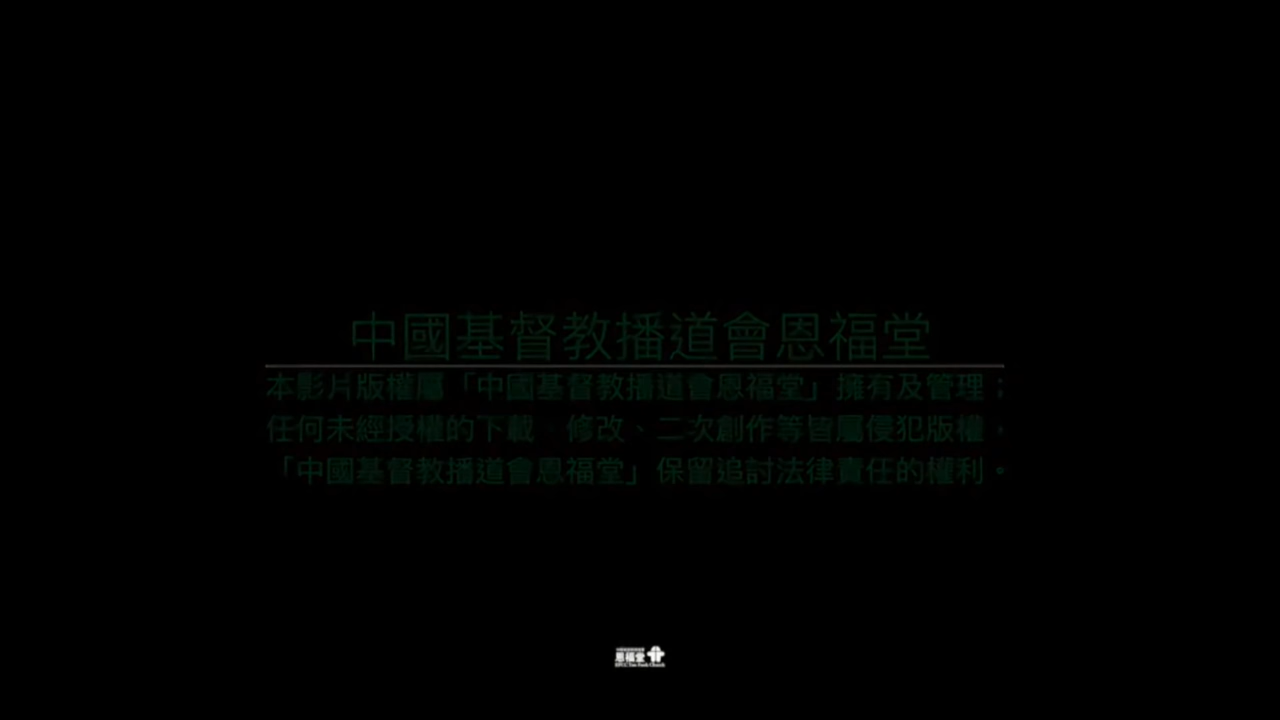 中國基督教播道會恩福堂
本影片版權屬「中國基督教播道會恩福堂」擁有及管理；
任何未經授權的下載、修改、二次創作等皆屬侵犯版權，
「中國基督教播道會恩福堂」保留追討法律責任的權利。
恩福堂
EFCC Yan Fook Church